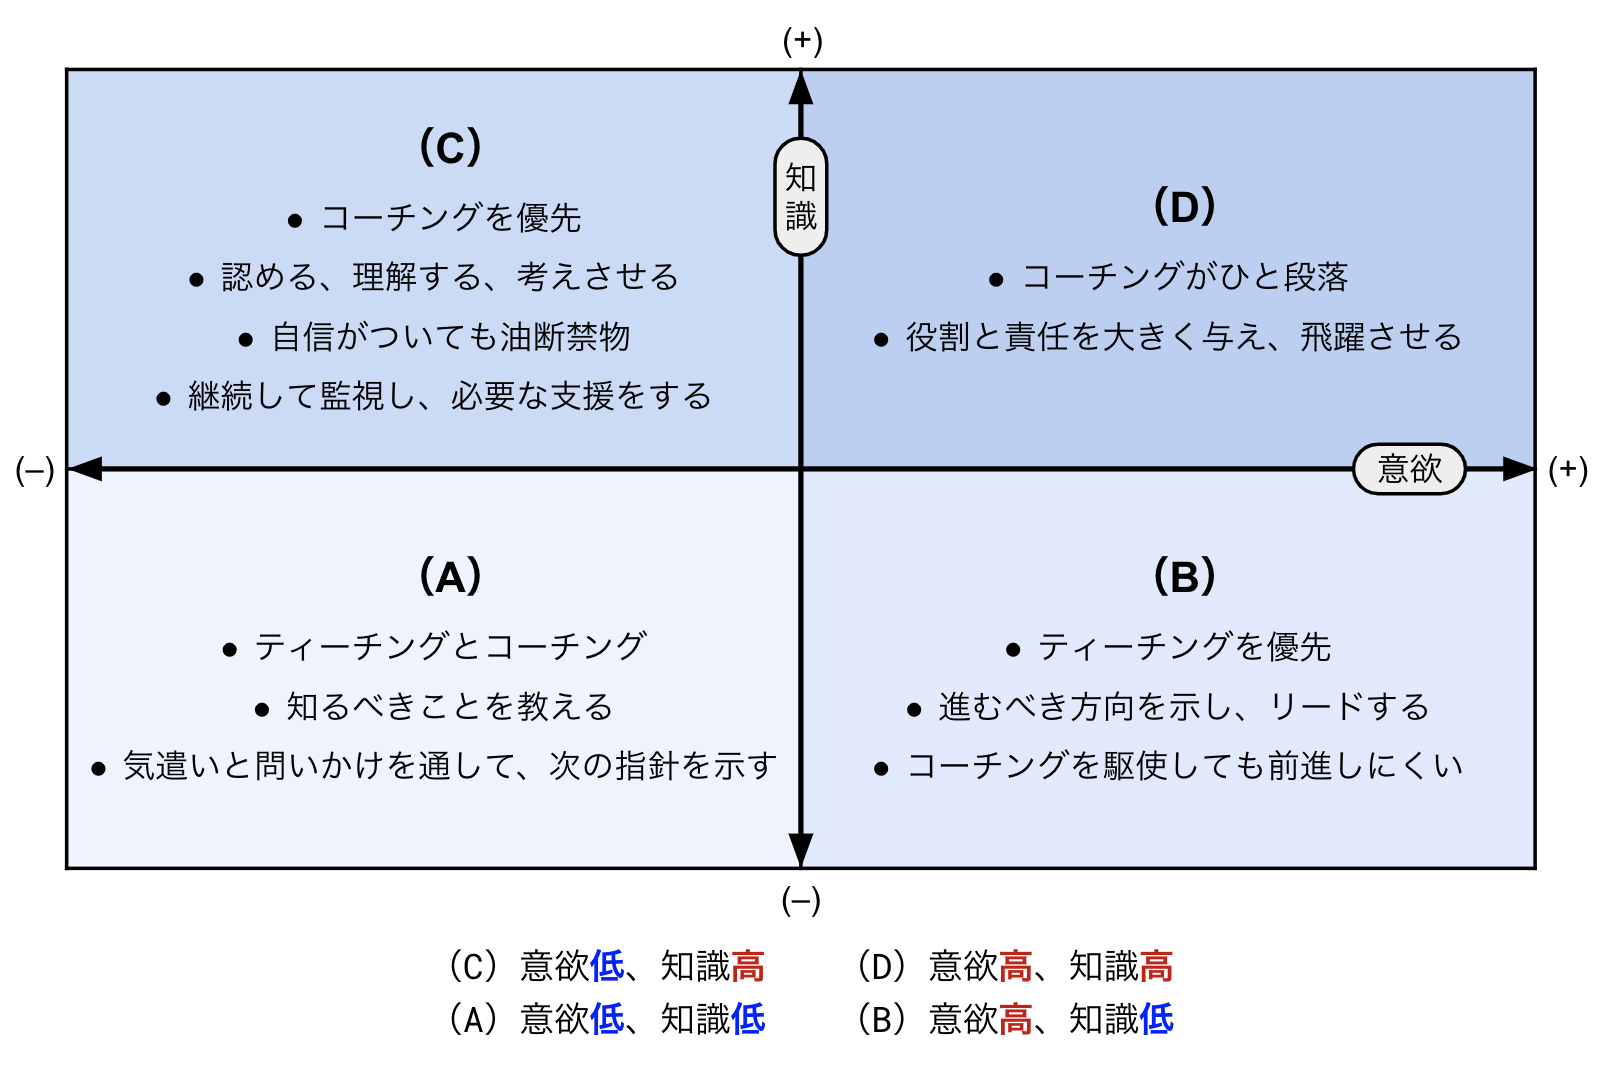 (+)
(C)
● コーチングを優先
● 認める、理解する、考えさせる
● 自信がついても油断禁物
● 継続して監視し、必要な支援をする
知
識
(D)
● コーチングがひと段落
● 役割と責任を大きく与え、飛躍させる
(–)
意欲
(+)
(A)
● ティーチングとコーチング
● 知るべきことを教える
● 気遣いと問いかけを通して、次の指針を示す
(B)
● ティーチングを優先
● 進むべき方向を示し、リードする
● コーチングを駆使しても前進しにくい
(–)
（C）意欲低、知識高
（D）意欲高、知識高
（A）意欲低、知識低
（B）意欲高、知識低